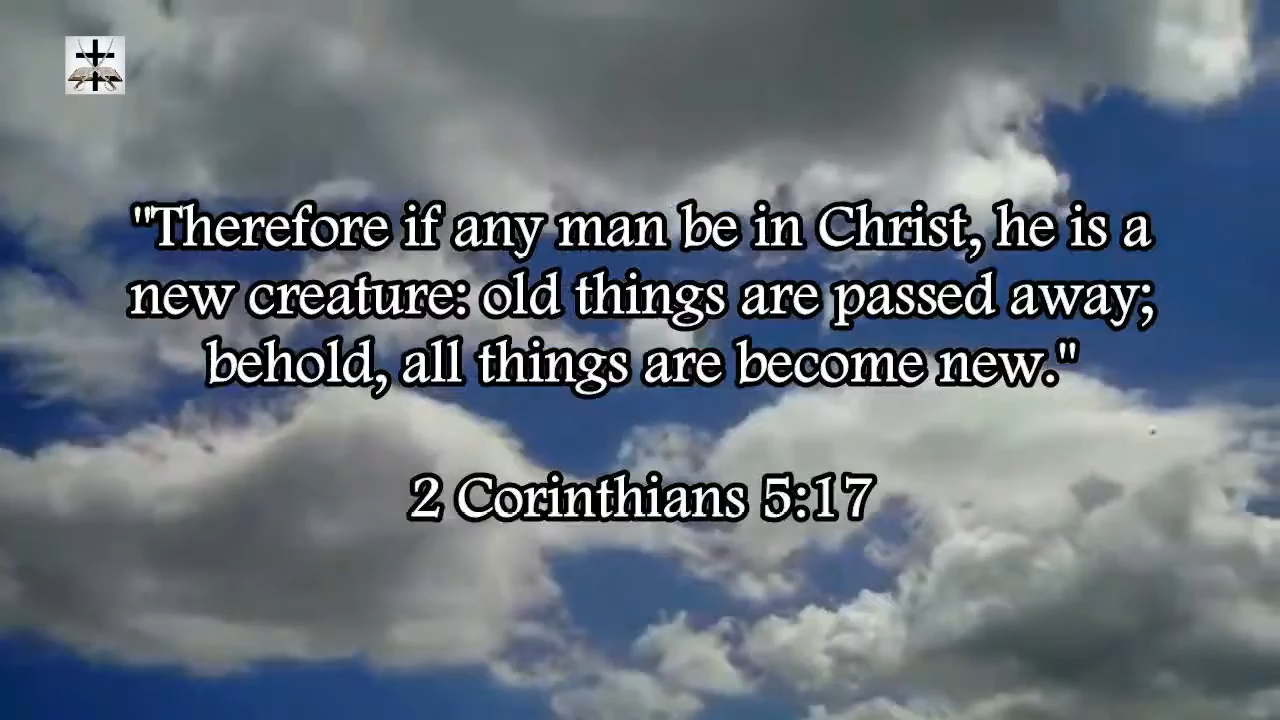 "Therefore if any man be in Christ, he is a
new creature: old things are passed away;
behold, all things are become new."
2 Corinthians 5:17